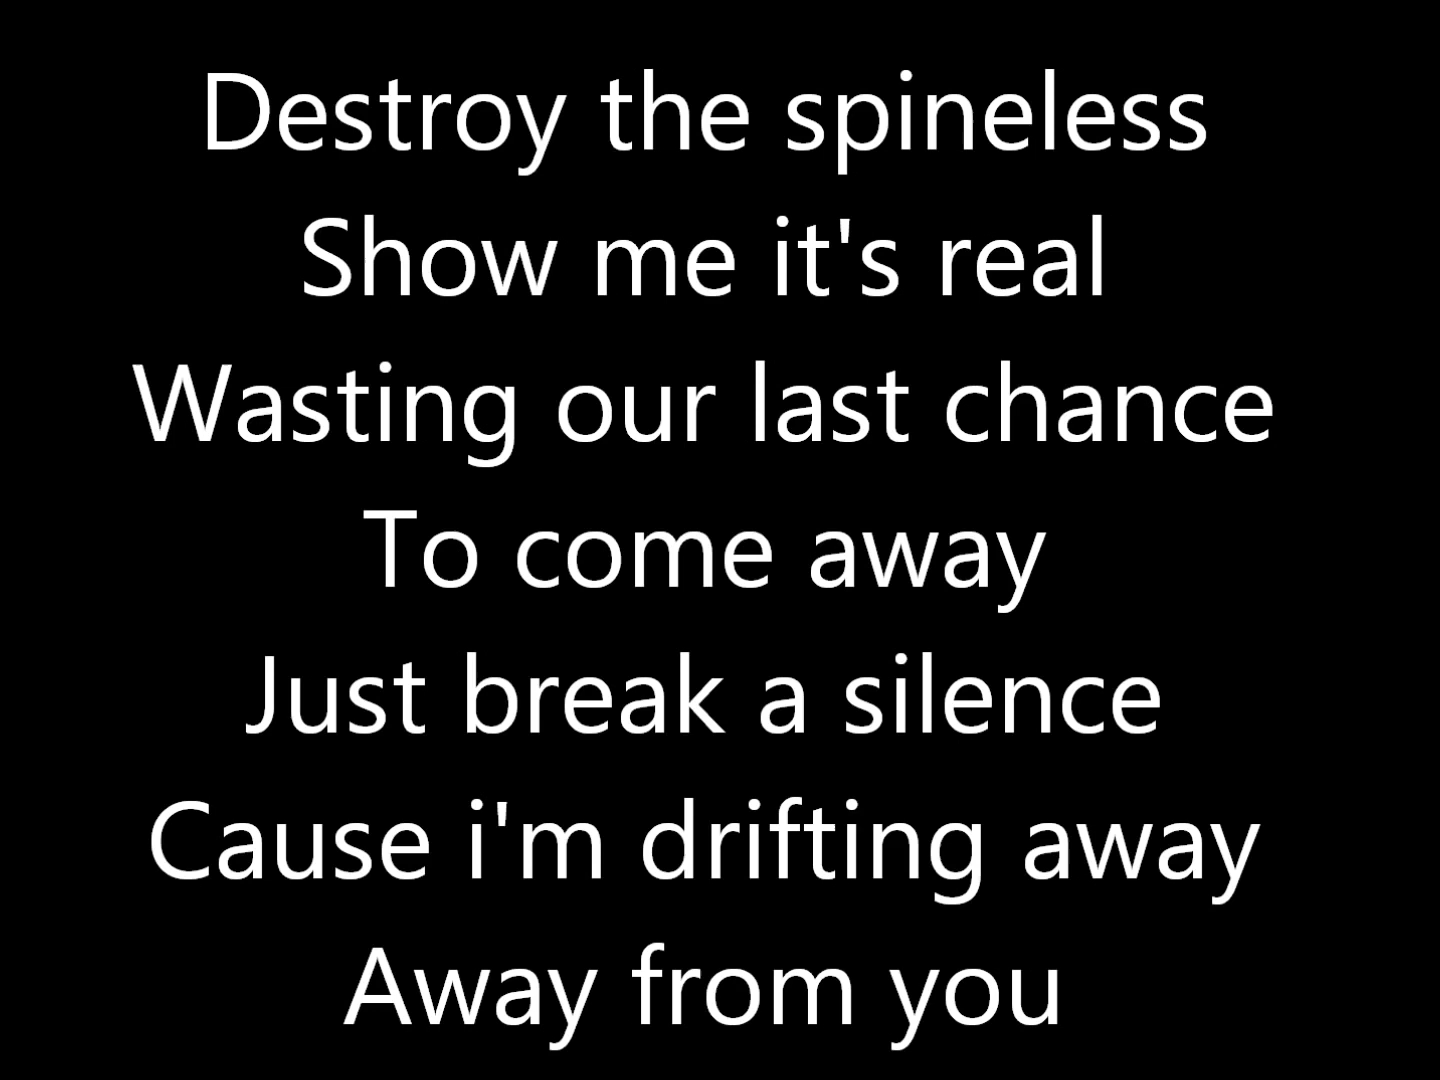 Destroy the spineless
Show me it's real
Wasting our last chance
To come away
Just break a silence
Cause i'm drifting away
Away from you